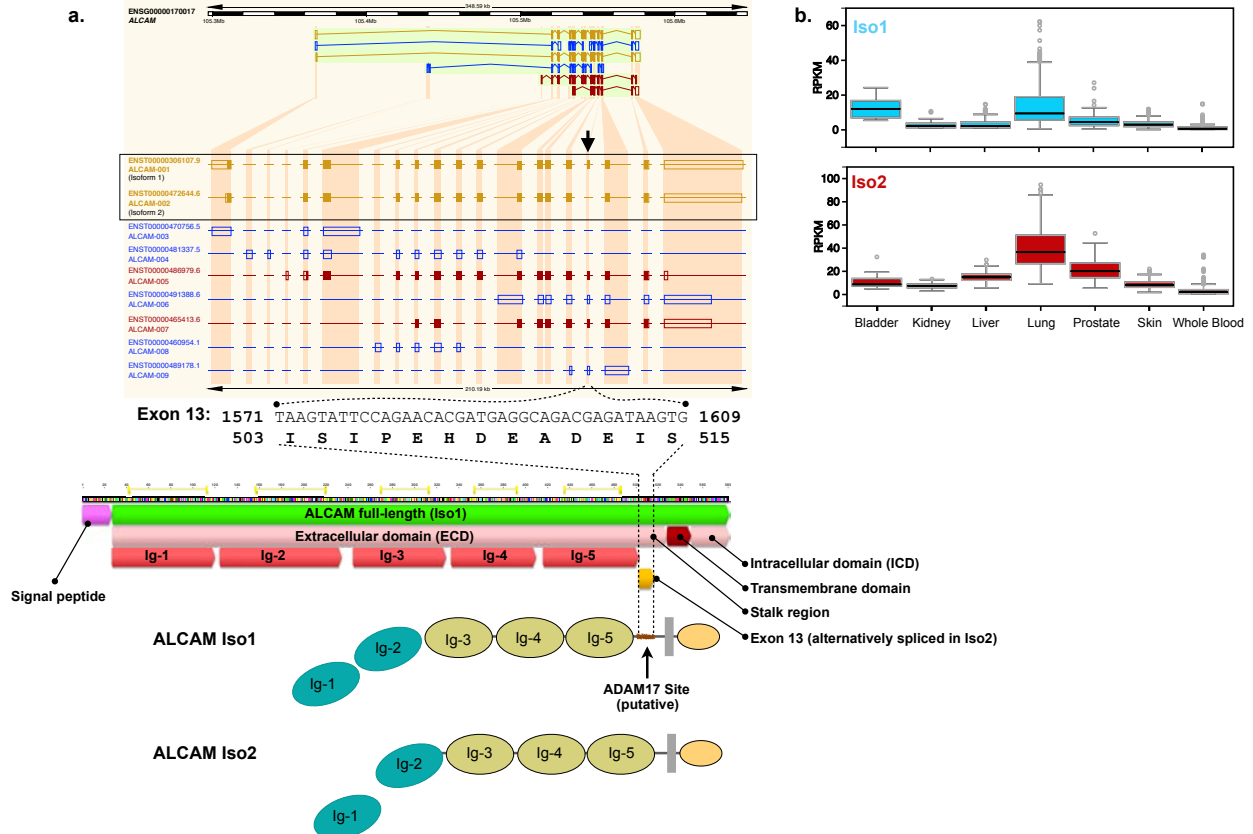 a.
ENSG00000170017
ALCAM
348.59 kb
105.3Mb 105.4Mb 105.5Mb 105.6Mb
ENST00000306107.9
ALCAM-001
(Isoform 1)
ENST00000472644.6
ALCAM-002
(Isoform 2)
ENST00000470756.5
ALCAM-003
ENST00000481337.5
ALCAM-004
ENST00000486979.6
ALCAM-005
ENST00000491388.6
ALCAM-006
ENST00000465413.6
ALCAM-007
ENST00000460954.1
ALCAM-008
ENST00000489178.1
ALCAM-009
210.19 kb
Exon 13: 1571 TAAGTATTCCAGAACACGATGAGGCAGACGAGATAAGTG 1609
503 I S I P E H D E A D E I S 515
ALCAM full-length (Iso1)
Extracellular domain (ECD)
Ig-1 Ig-2 Ig-3 Ig-4 Ig-5
Signal peptide
Intracellular domain (ICD)
Transmembrane domain
Stalk region
Exon 13 (alternatively spliced in Iso2)
ALCAM Iso1
Ig-1 Ig-2 Ig-3 Ig-4 Ig-5
ADAM17 Site
(putative)
ALCAM Iso2
Ig-1 Ig-2 Ig-3 Ig-4 Ig-5
b.
Iso1
RPKM
60
40
20
0
Iso2
RPKM
100
80
60
40
20
0
Bladder Kidney Liver Lung Prostate Skin Whole Blood